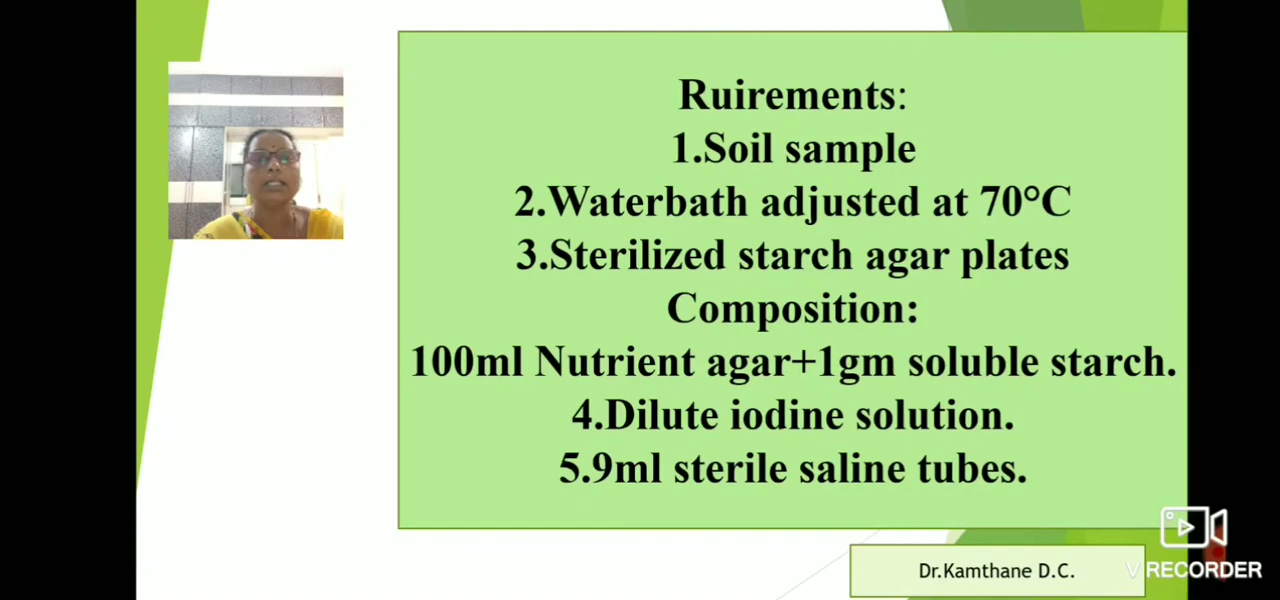 Ruirements:
1.Soil sample
2.Waterbath adjusted at 70°C
3.Sterilized starch agar plates
Composition:
100ml Nutrient agar+1gm soluble starch.
4.Dilute iodine solution.
5.9ml sterile saline tubes.
Dr.Kamthane D.C.
V RECORDER